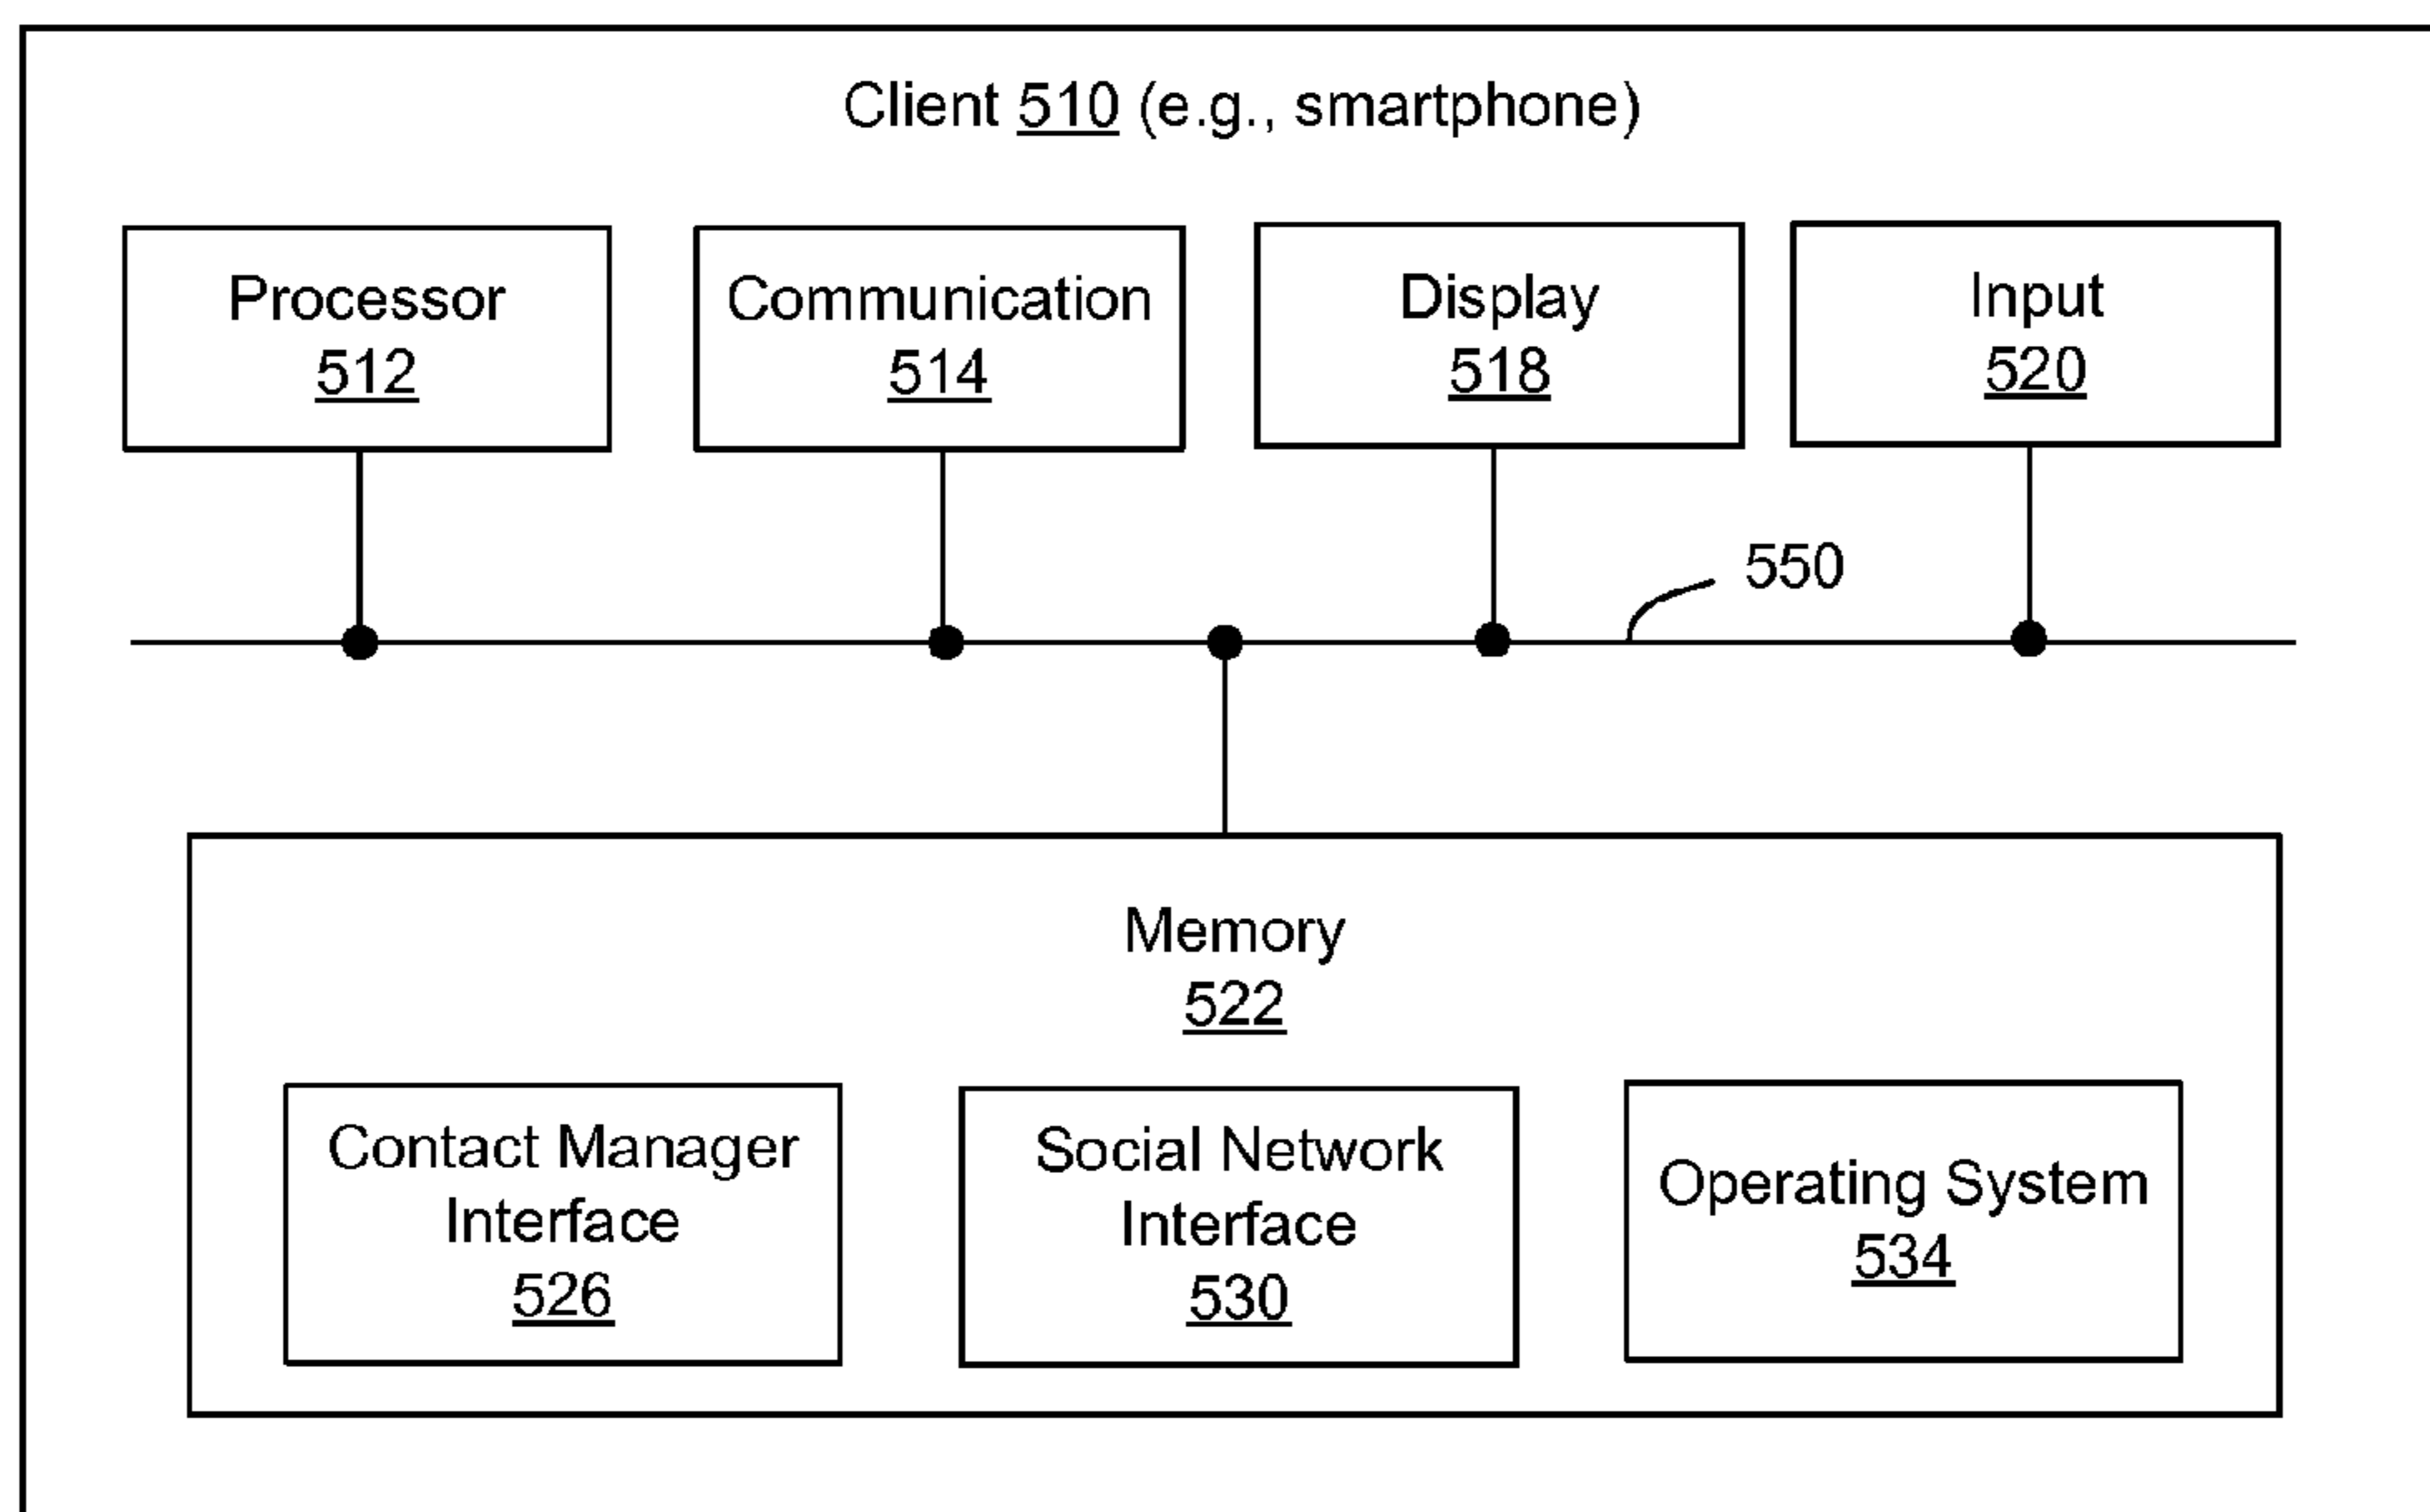 Client 510 (e.g., smartphone)
Processor
512
Communication
514
Display
518
Input
520
550
Memory
522
Contact Manager
Interface
526
Social Network
Interface
530
Operating System
534